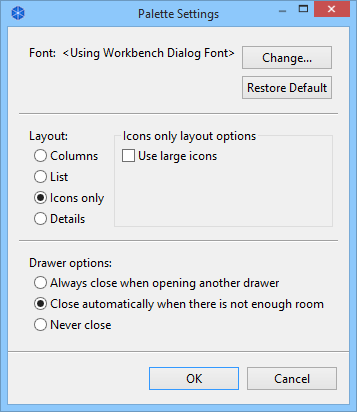 Palette Settings
Font: <Using Workbench Dialog Font> Change...
Restore Default
Layout:
Columns
List
Icons only
Details
Icons only layout options
Use large icons
Drawer options:
Always close when opening another drawer
Close automatically when there is not enough room
Never close
OK Cancel